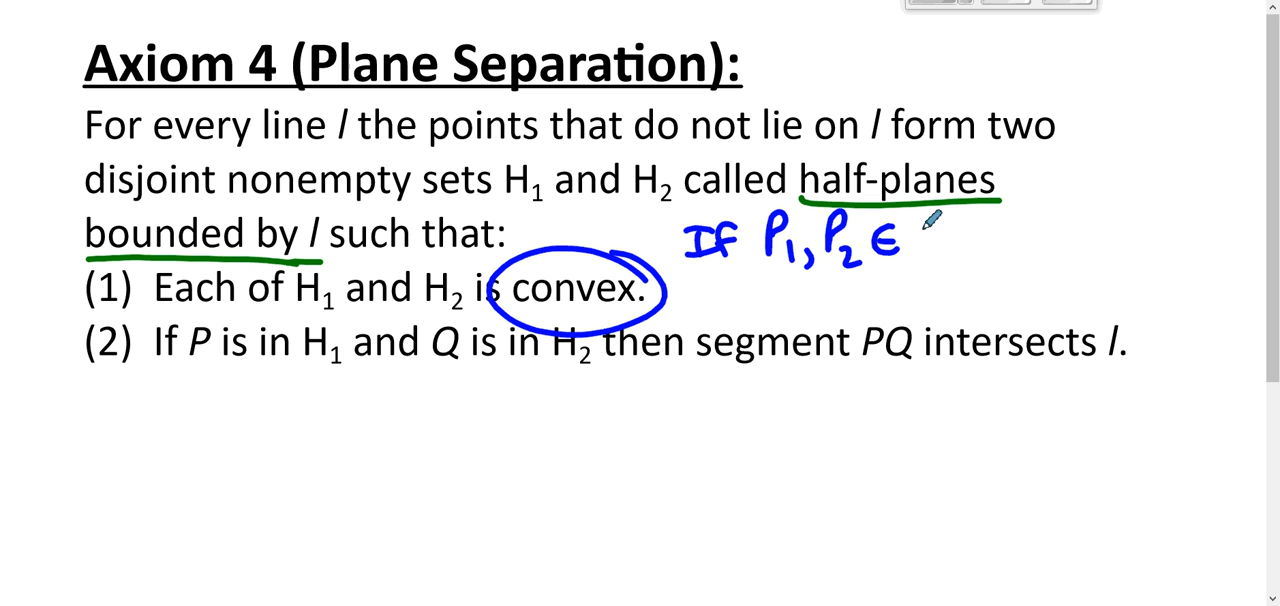 Axiom 4 (Plane Separation):
For every line l the points that do not lie on l form two
disjoint nonempty sets H₁ and H₂ called half-planes
bounded by l such that:
If P₁, P₂ ∈
(1) Each of H₁ and H₂ is convex.
(2) If P is in H₁ and Q is in H₂ then segment PQ intersects l.